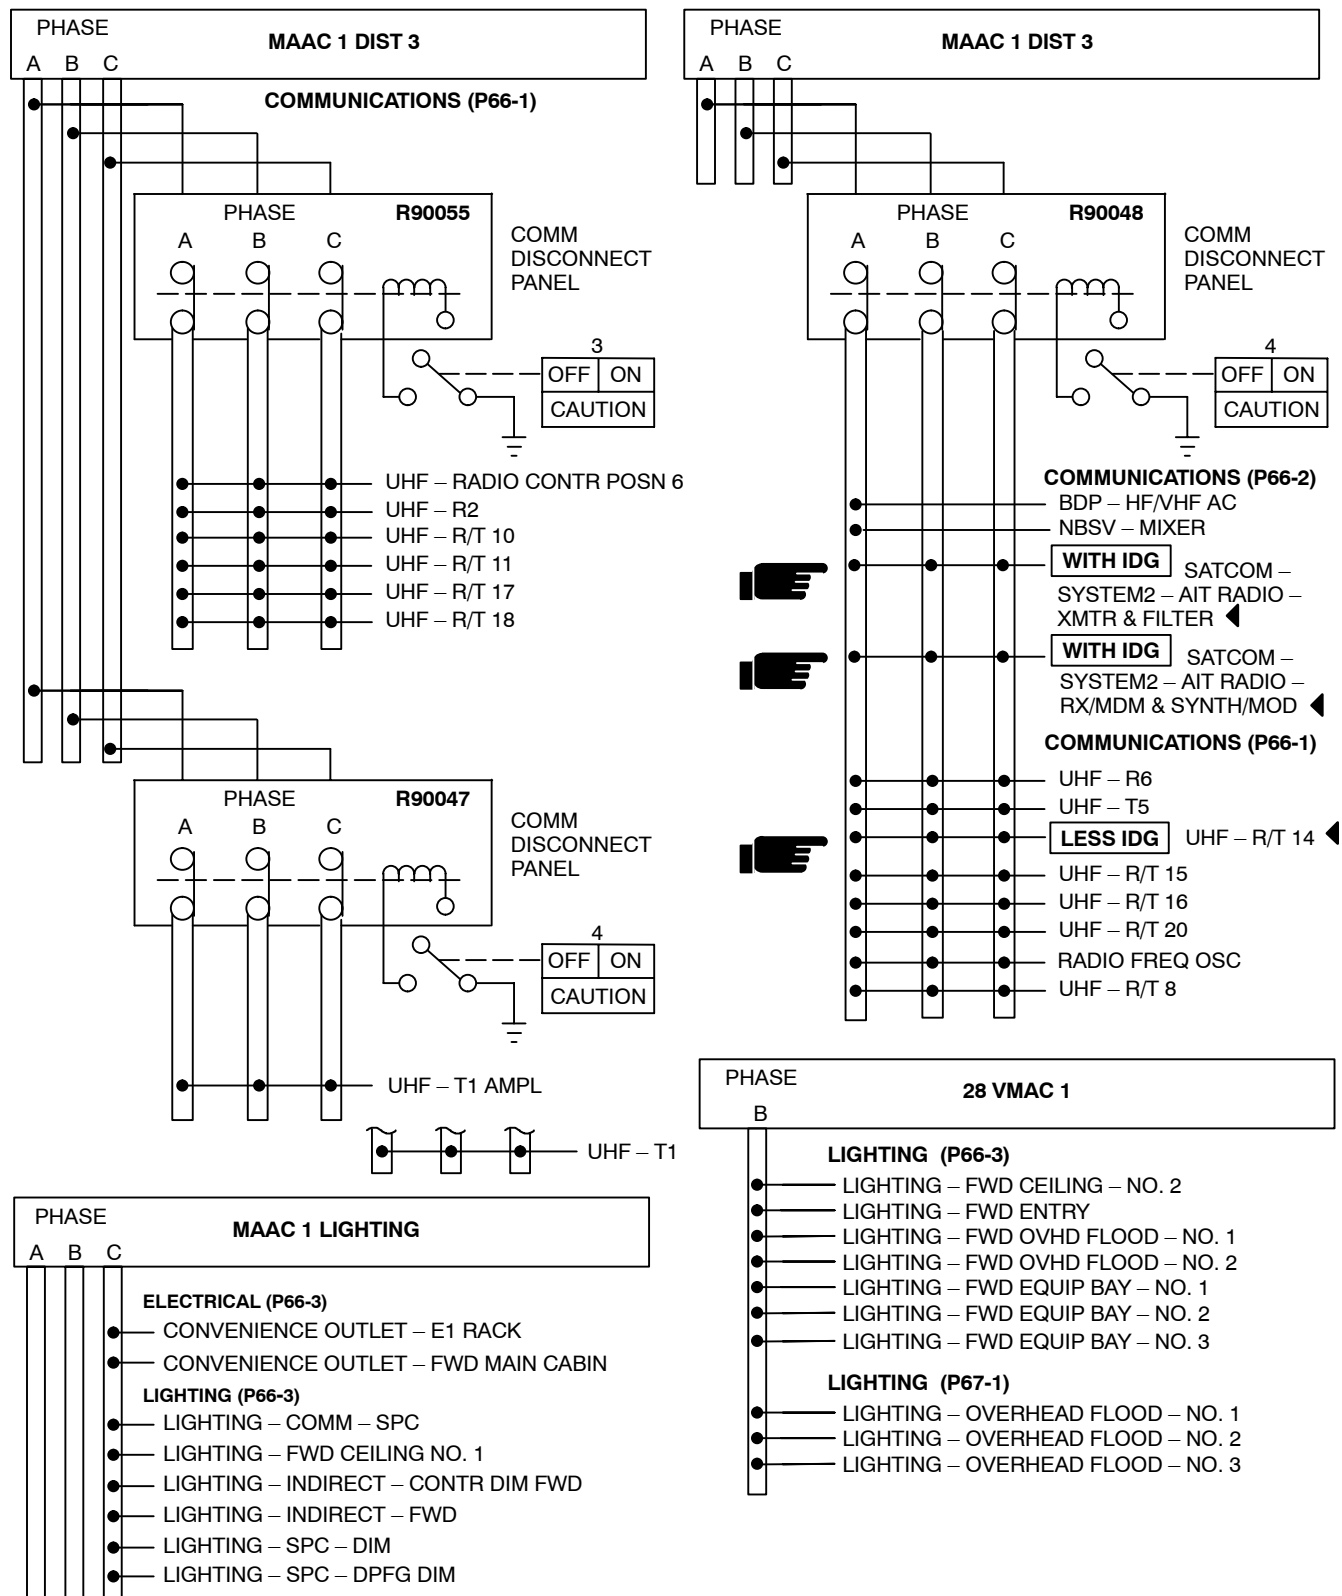 PHASE
MAAC 1 DIST 3
A B C
COMMUNICATIONS (P66-1)
PHASE R90055
A B C
COMM
DISCONNECT
PANEL
3
OFF ON
CAUTION
UHF – RADIO CONTR POSN 6
UHF – R2
UHF – R/T 10
UHF – R/T 11
UHF – R/T 17
UHF – R/T 18
PHASE R90047
A B C
COMM
DISCONNECT
PANEL
4
OFF ON
CAUTION
UHF – T1 AMPL
UHF – T1
PHASE
MAAC 1 LIGHTING
A B C
ELECTRICAL (P66-3)
CONVENIENCE OUTLET – E1 RACK
CONVENIENCE OUTLET – FWD MAIN CABIN
LIGHTING (P66-3)
LIGHTING – COMM – SPC
LIGHTING – FWD CEILING NO. 1
LIGHTING – INDIRECT – CONTR DIM FWD
LIGHTING – INDIRECT – FWD
LIGHTING – SPC – DIM
LIGHTING – SPC – DPFG DIM
PHASE
MAAC 1 DIST 3
A B C
PHASE R90048
A B C
COMM
DISCONNECT
PANEL
4
OFF ON
CAUTION
COMMUNICATIONS (P66-2)
BDP – HF/VHF AC
NBSV – MIXER
WITH IDG SATCOM –
SYSTEM2 – AIT RADIO –
XMTR & FILTER
WITH IDG SATCOM –
SYSTEM2 – AIT RADIO –
RX/MDM & SYNTH/MOD
COMMUNICATIONS (P66-1)
UHF – R6
UHF – T5
LESS IDG UHF – R/T 14
UHF – R/T 15
UHF – R/T 16
UHF – R/T 20
RADIO FREQ OSC
UHF – R/T 8
PHASE
28 VMAC 1
B
LIGHTING (P66-3)
LIGHTING – FWD CEILING – NO. 2
LIGHTING – FWD ENTRY
LIGHTING – FWD OVHD FLOOD – NO. 1
LIGHTING – FWD OVHD FLOOD – NO. 2
LIGHTING – FWD EQUIP BAY – NO. 1
LIGHTING – FWD EQUIP BAY – NO. 2
LIGHTING – FWD EQUIP BAY – NO. 3
LIGHTING (P67-1)
LIGHTING – OVERHEAD FLOOD – NO. 1
LIGHTING – OVERHEAD FLOOD – NO. 2
LIGHTING – OVERHEAD FLOOD – NO. 3